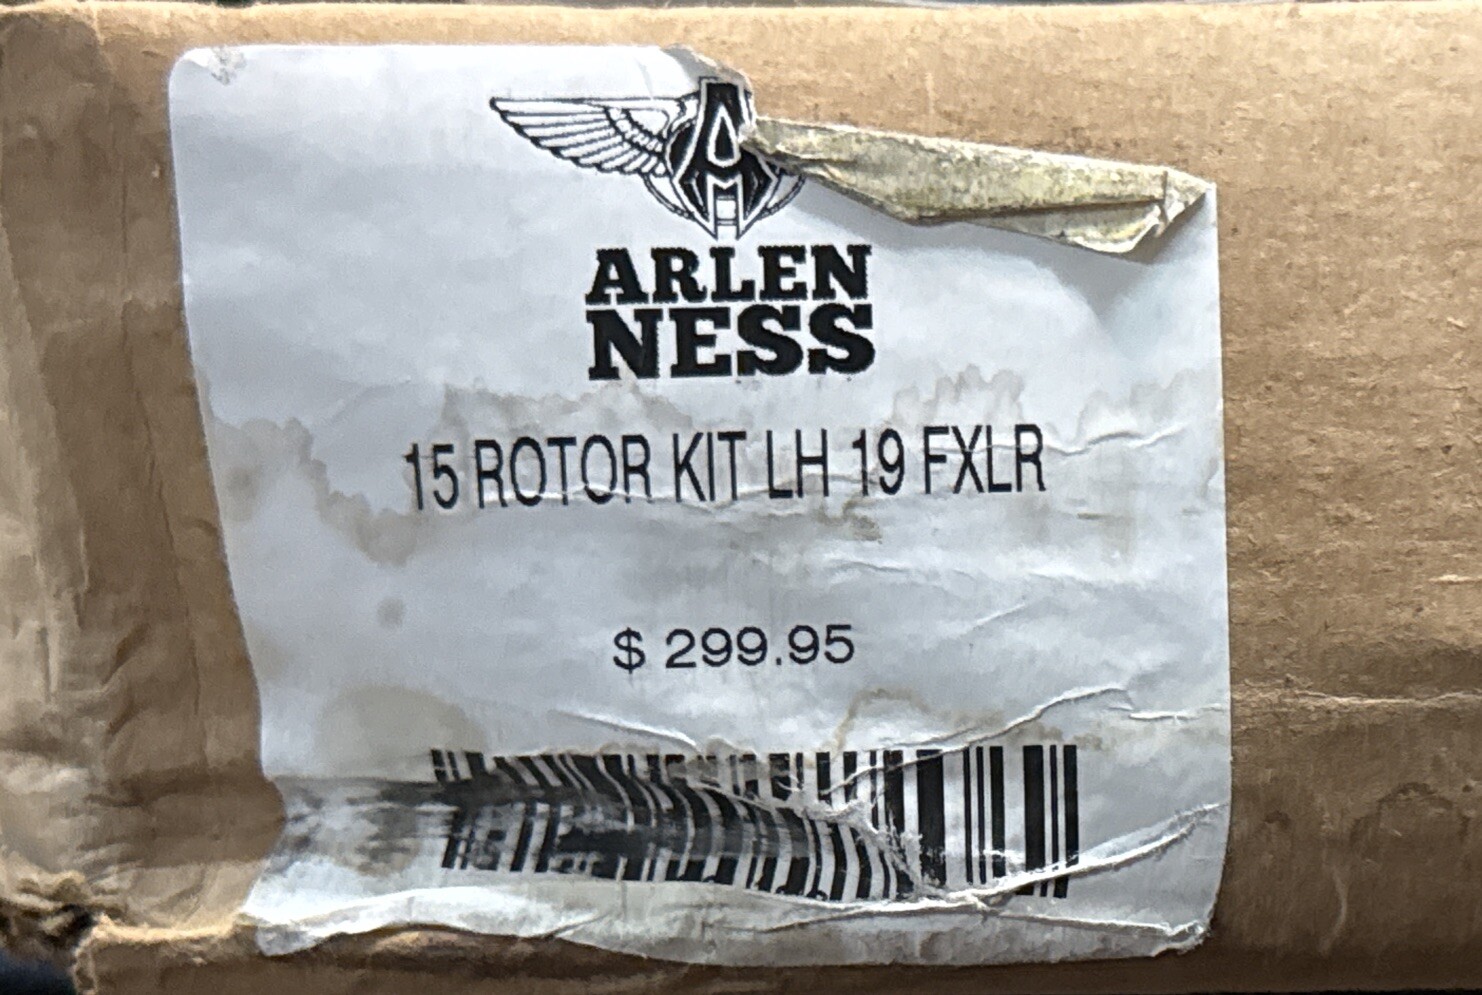 ARLEN
NESS
15 ROTOR KIT LH 19 FXLR
$ 299.95